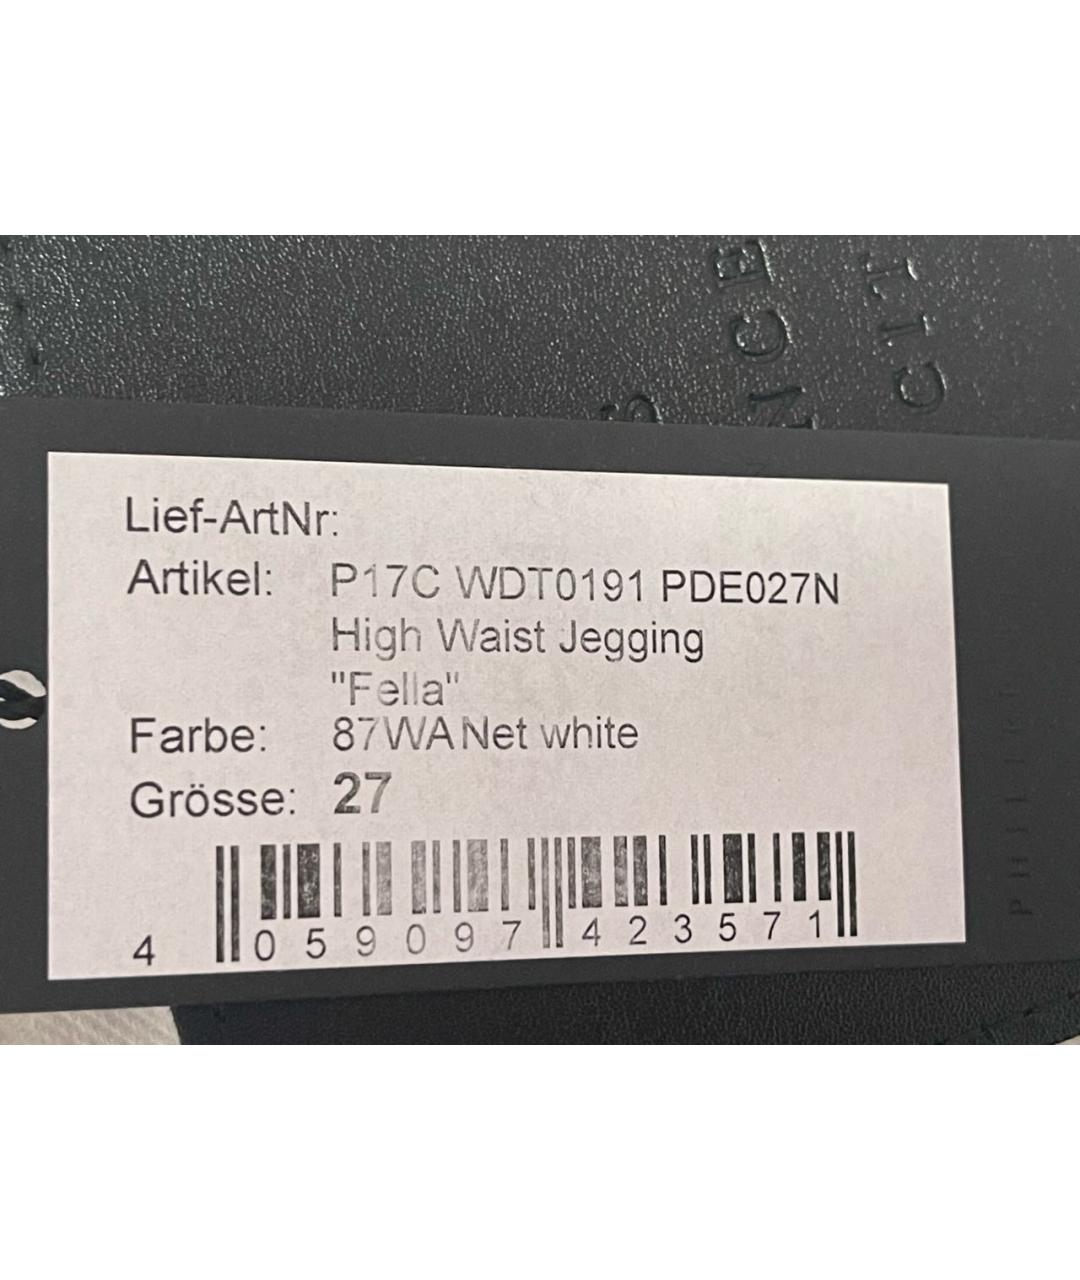 Lief-ArtNr:
Artikel: P17C WDT0191 PDE027N
High Waist Jegging
"Fella"
Farbe: 87WA Net white
Grösse: 27
4 059097 423571